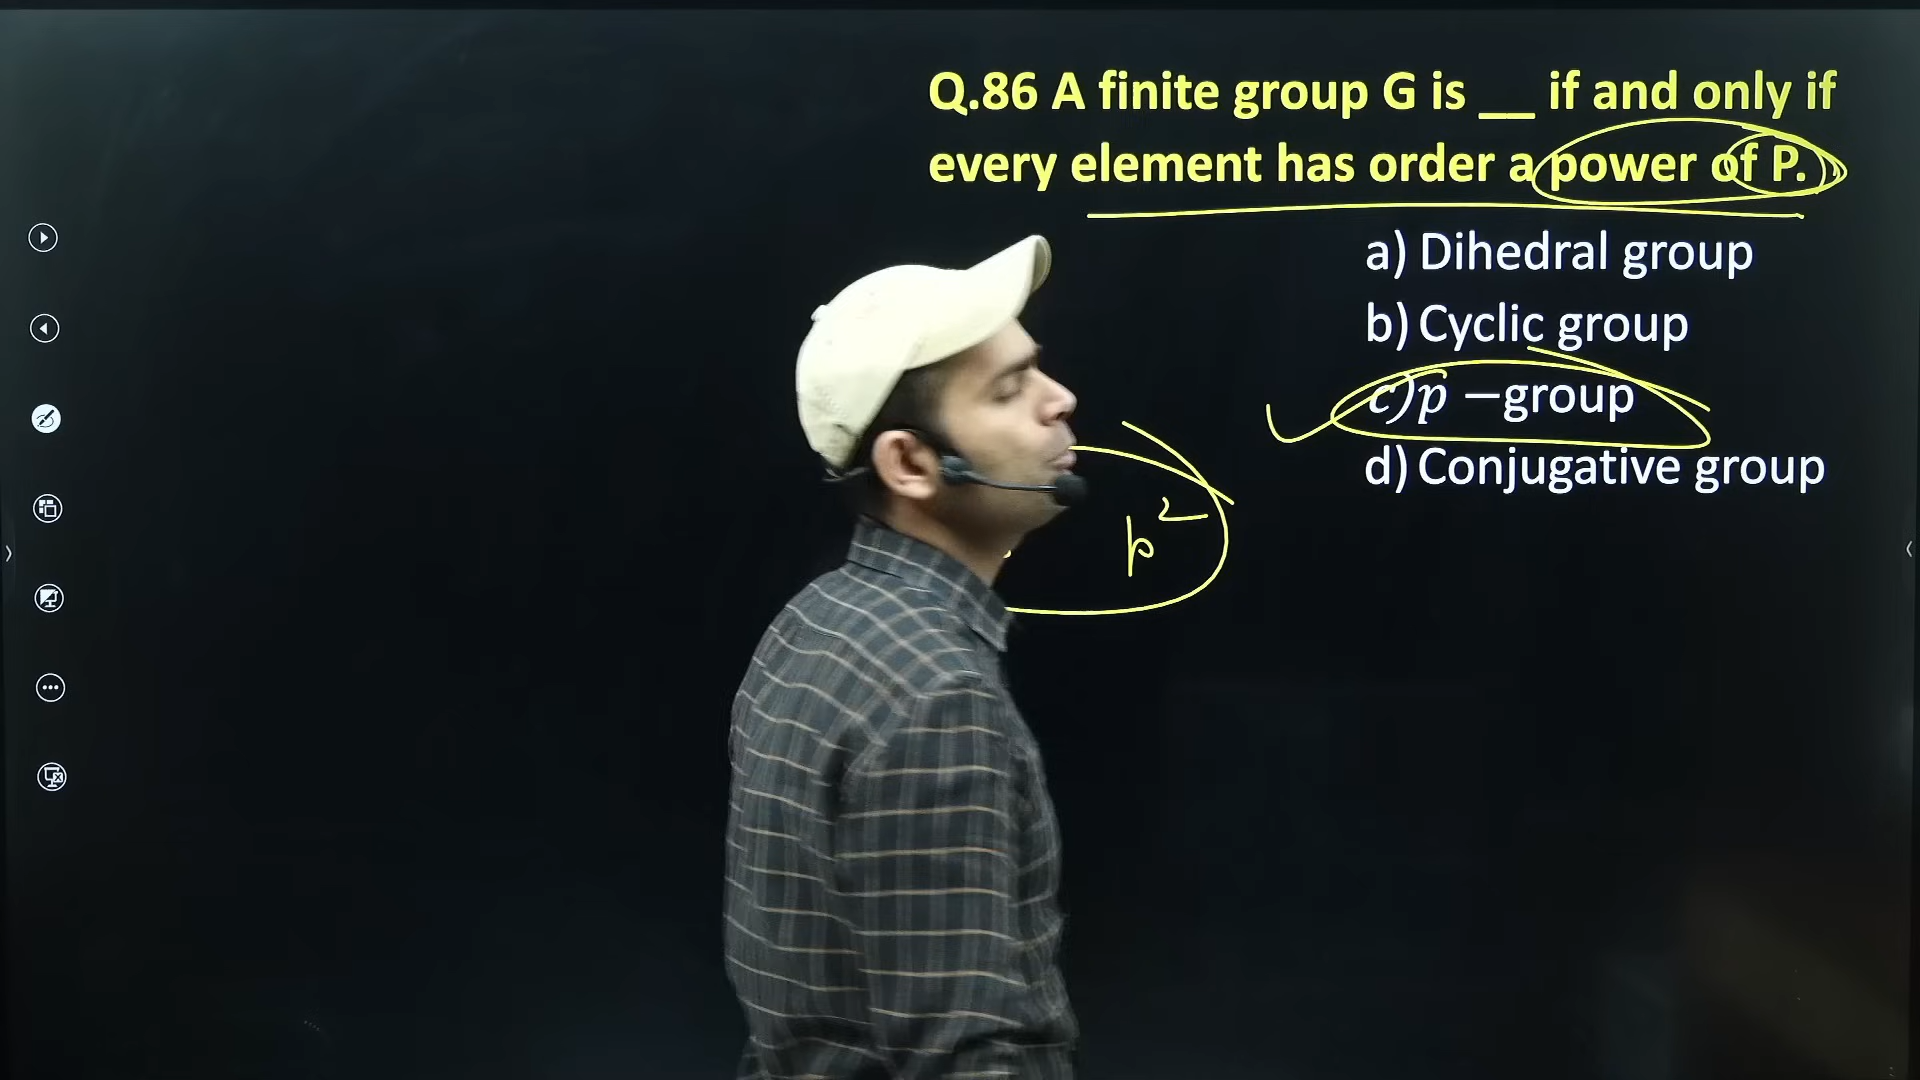 Q.86 A finite group G is __ if and only if
every element has order a power of P.
a) Dihedral group
b) Cyclic group
c) p –group
d) Conjugative group
p²